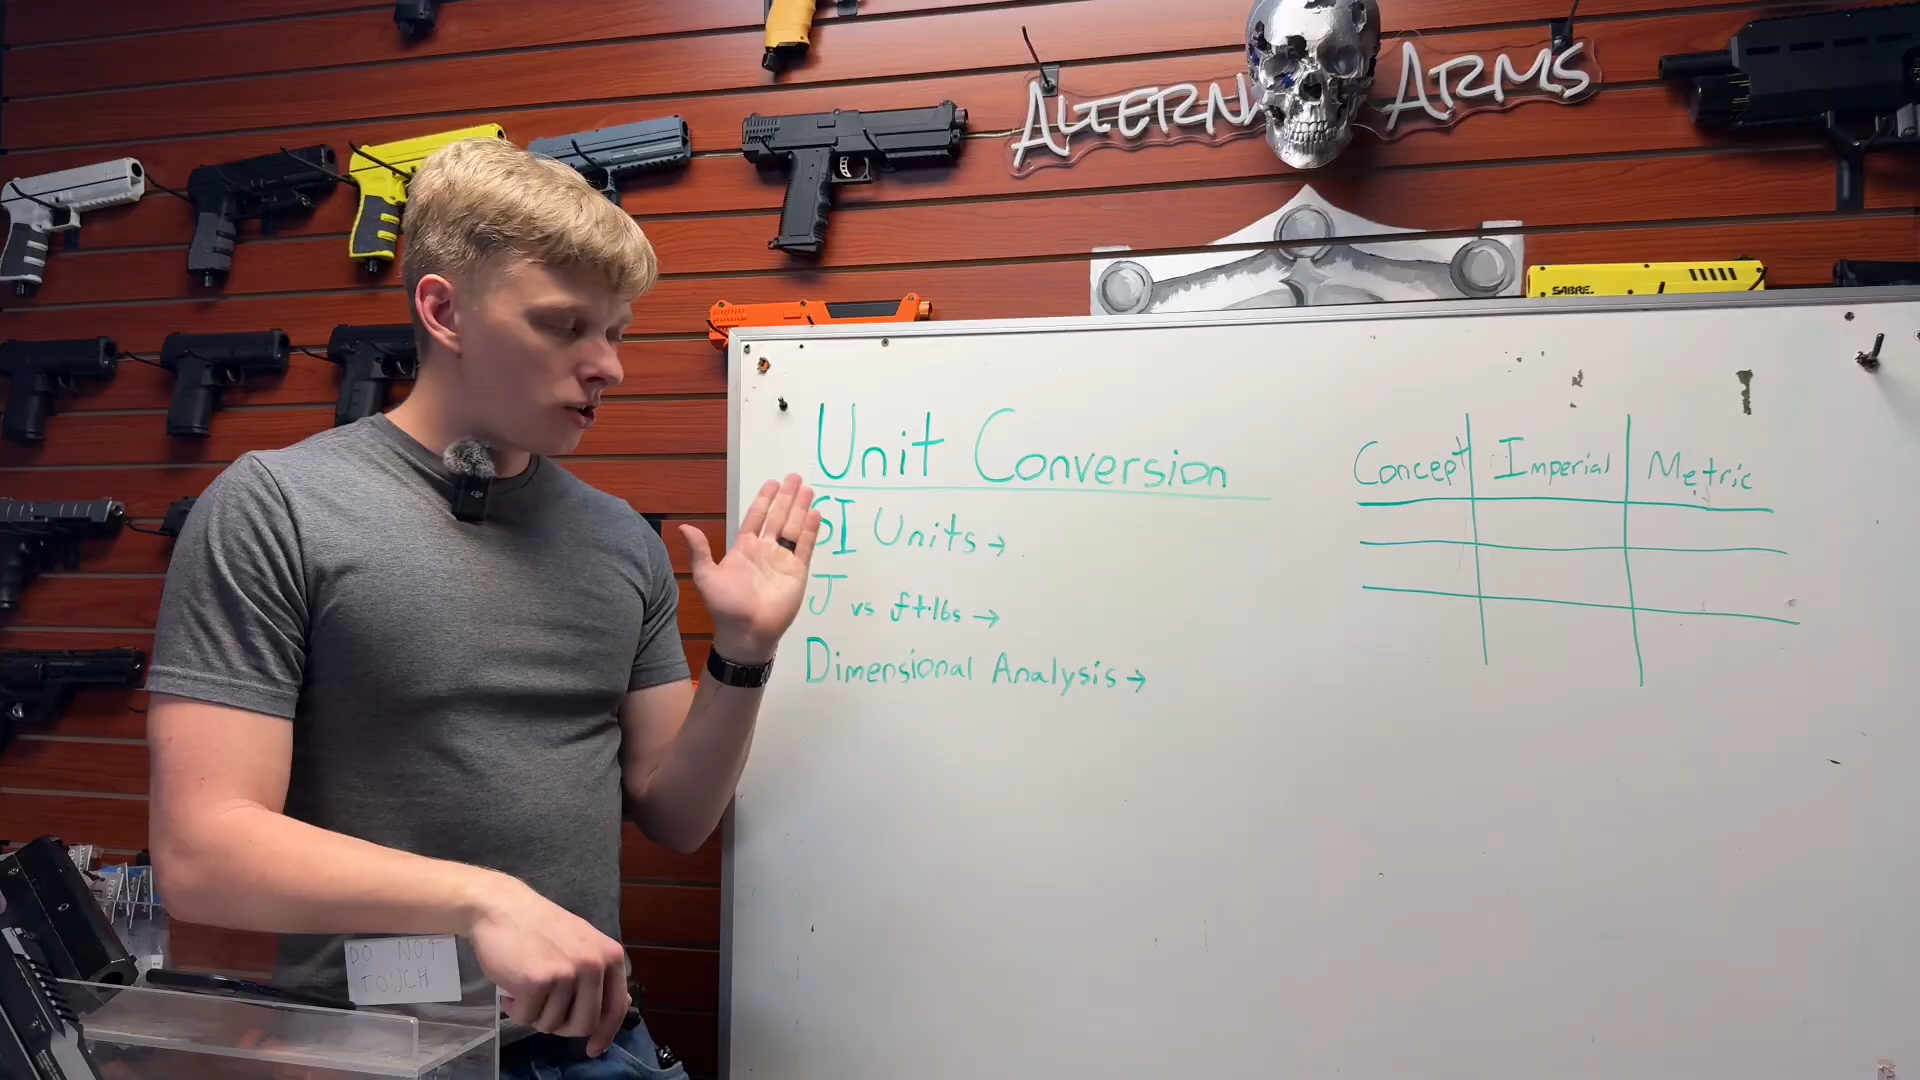 ALTERN ARMS
SABRE.
Unit Conversion
SI Units →
J vs ft·lbs →
Dimensional Analysis →
Concept Imperial Metric
DO NOT
TOUCH